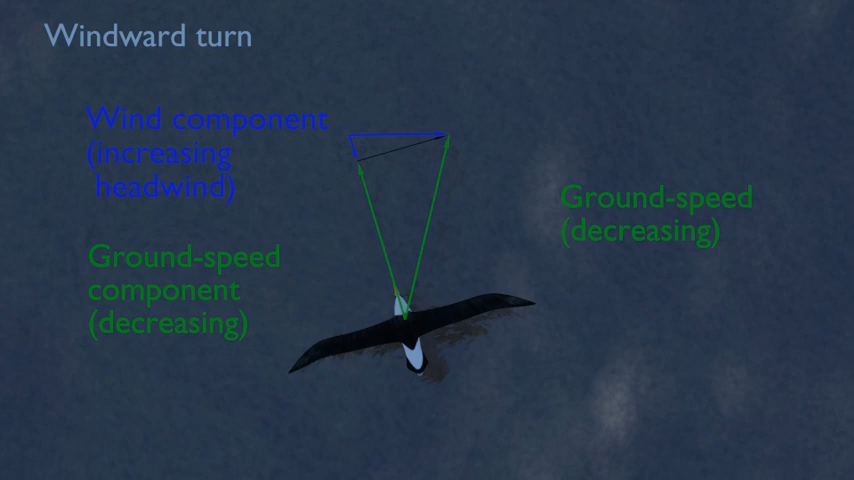 Windward turn
Wind component
(increasing
headwind)
Ground-speed
(decreasing)
Ground-speed
component
(decreasing)